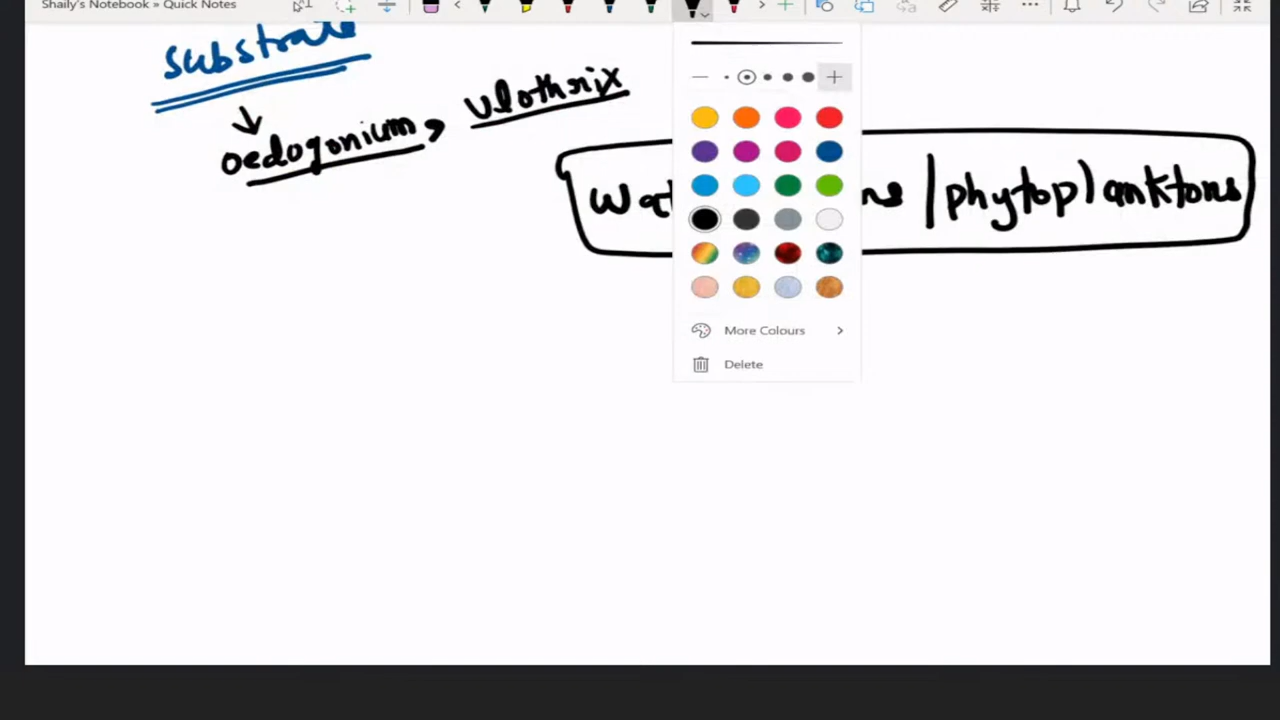 Shaily's Notebook » Quick Notes
substrate
ulothrix
oedogonium,
|phytoplanktons
More Colours
Delete